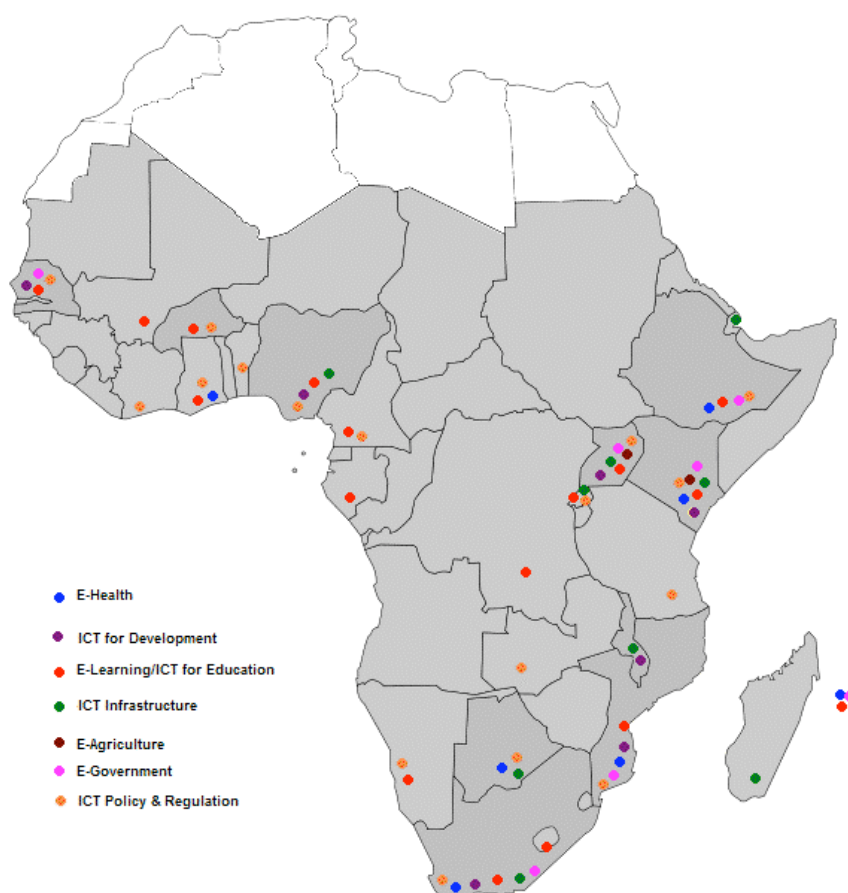 E-Health
ICT for Development
E-Learning/ICT for Education
ICT Infrastructure
E-Agriculture
E-Government
ICT Policy & Regulation